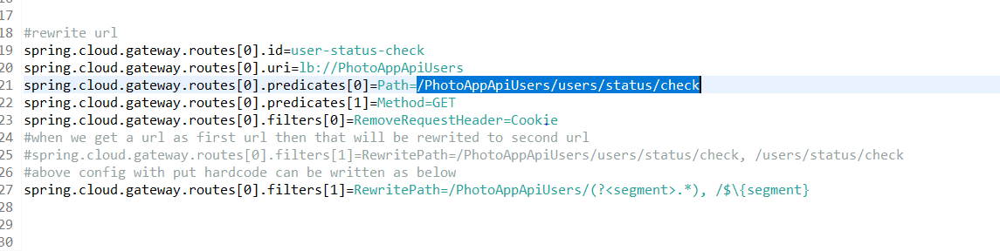 17
18 #rewrite url
19 spring.cloud.gateway.routes[0].id=user-status-check
20 spring.cloud.gateway.routes[0].uri=lb://PhotoAppApiUsers
21 spring.cloud.gateway.routes[0].predicates[0]=Path=/PhotoAppApiUsers/users/status/check
22 spring.cloud.gateway.routes[0].predicates[1]=Method=GET
23 spring.cloud.gateway.routes[0].filters[0]=RemoveRequestHeader=Cookie
24 #when we get a url as first url then that will be rewrited to second url
25 #spring.cloud.gateway.routes[0].filters[1]=RewritePath=/PhotoAppApiUsers/users/status/check, /users/status/check
26 #above config with put hardcode can be written as below
27 spring.cloud.gateway.routes[0].filters[1]=RewritePath=/PhotoAppApiUsers/(?<segment>.*), /$\{segment}
28
29
30